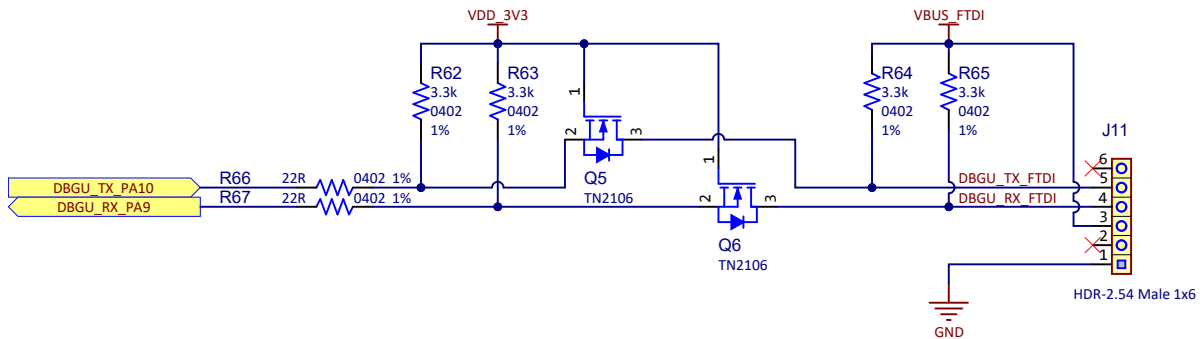 VDD_3V3
VBUS_FTDI
R62
3.3k
0402
1%
R63
3.3k
0402
1%
R64
3.3k
0402
1%
R65
3.3k
0402
1%
1
2
3
Q5
TN2106
1
2
3
Q6
TN2106
DBGU_TX_PA10
R66
22R
0402 1%
DBGU_RX_PA9
R67
22R
0402 1%
DBGU_TX_FTDI
DBGU_RX_FTDI
J11
6
5
4
3
2
1
HDR-2.54 Male 1x6
GND